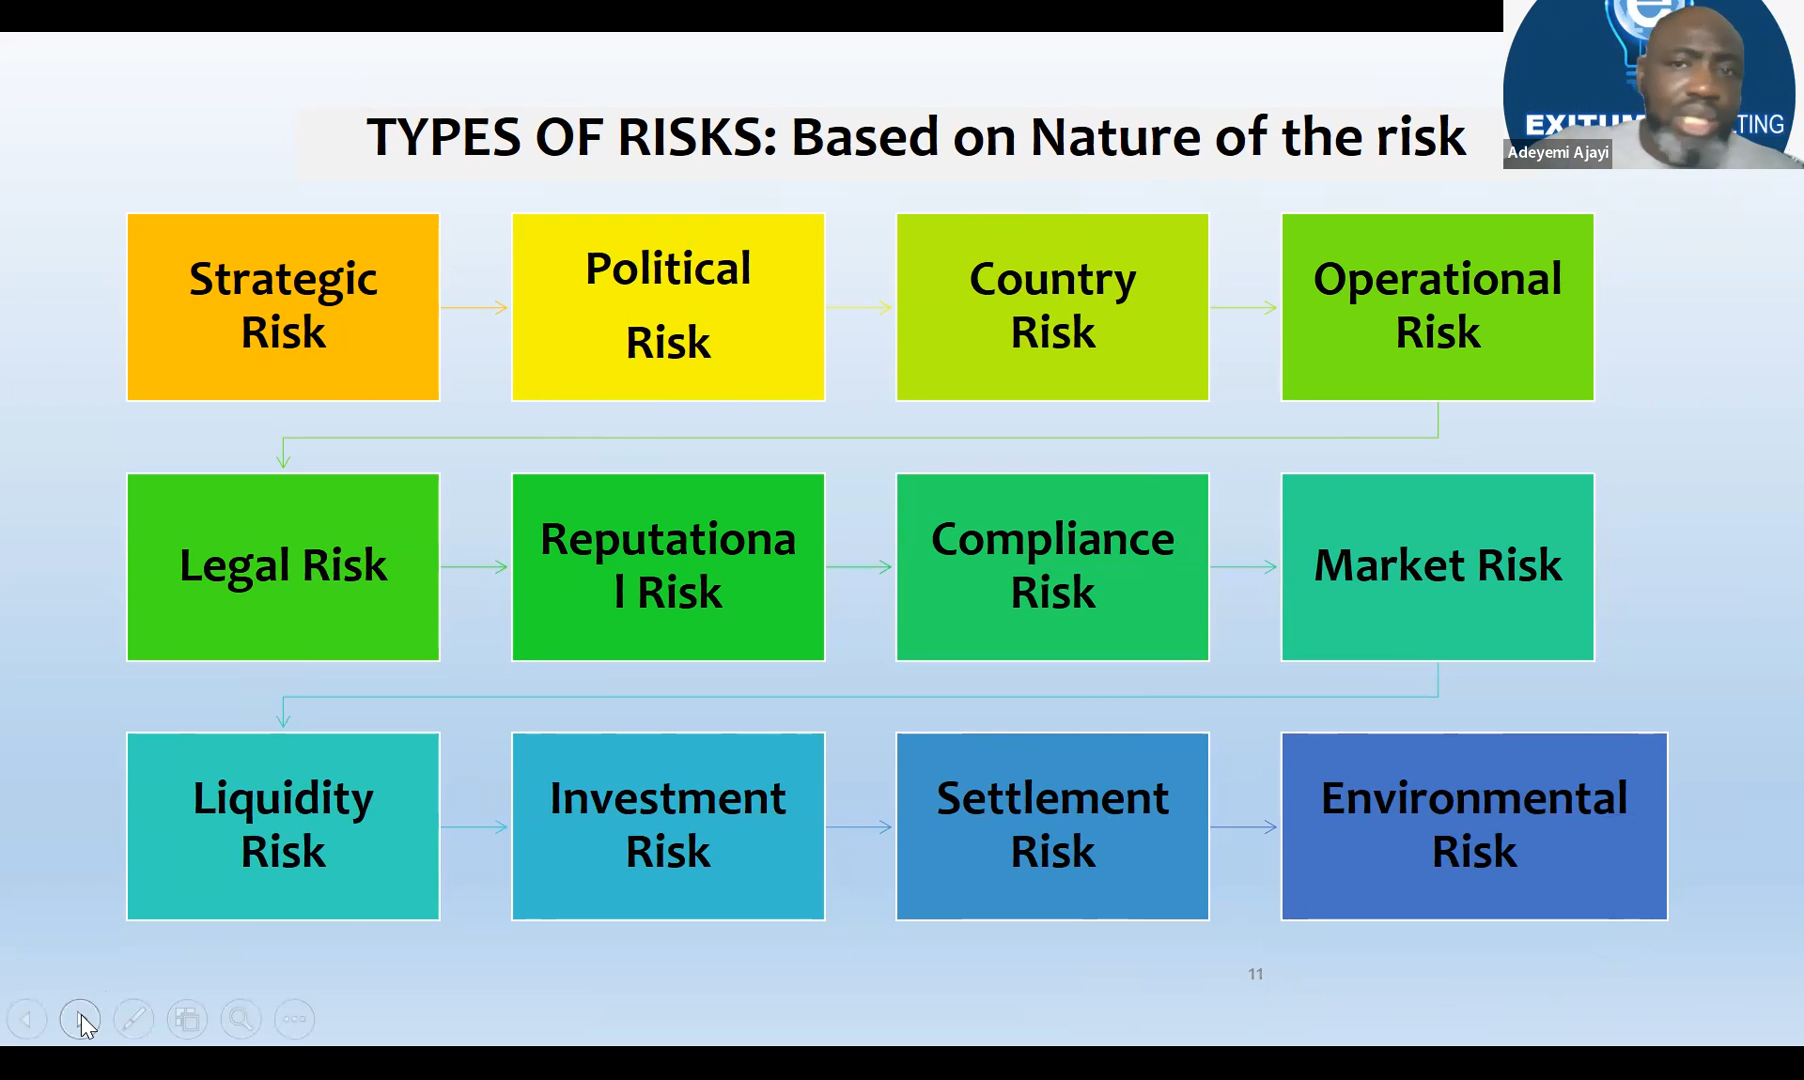 TYPES OF RISKS: Based on Nature of the risk
EXITUM
TING
Adeyemi Ajayi
Strategic
Risk
Political
Risk
Country
Risk
Operational
Risk
Legal Risk
Reputationa
l Risk
Compliance
Risk
Market Risk
Liquidity
Risk
Investment
Risk
Settlement
Risk
Environmental
Risk
11